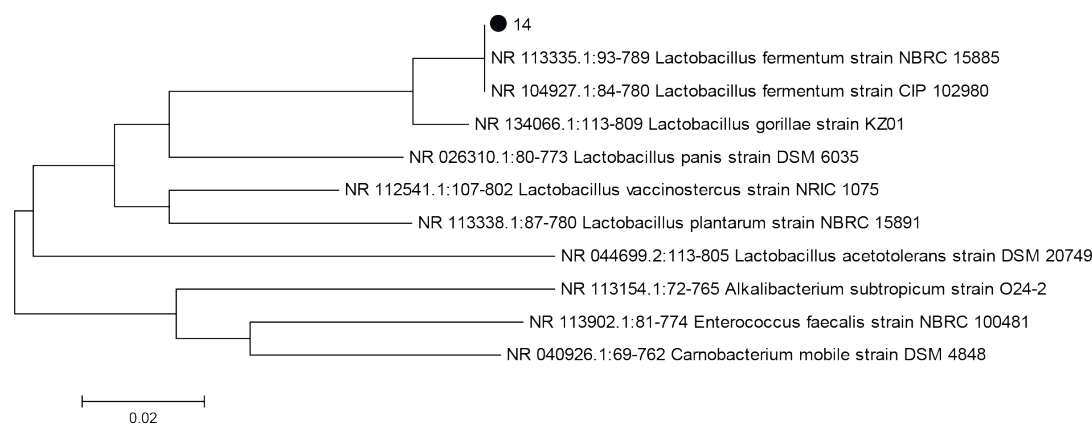 14
NR 113335.1:93-789 Lactobacillus fermentum strain NBRC 15885
NR 104927.1:84-780 Lactobacillus fermentum strain CIP 102980
NR 134066.1:113-809 Lactobacillus gorillae strain KZ01
NR 026310.1:80-773 Lactobacillus panis strain DSM 6035
NR 112541.1:107-802 Lactobacillus vaccinostercus strain NRIC 1075
NR 113338.1:87-780 Lactobacillus plantarum strain NBRC 15891
NR 044699.2:113-805 Lactobacillus acetotolerans strain DSM 20749
NR 113154.1:72-765 Alkalibacterium subtropicum strain O24-2
NR 113902.1:81-774 Enterococcus faecalis strain NBRC 100481
NR 040926.1:69-762 Carnobacterium mobile strain DSM 4848
0.02